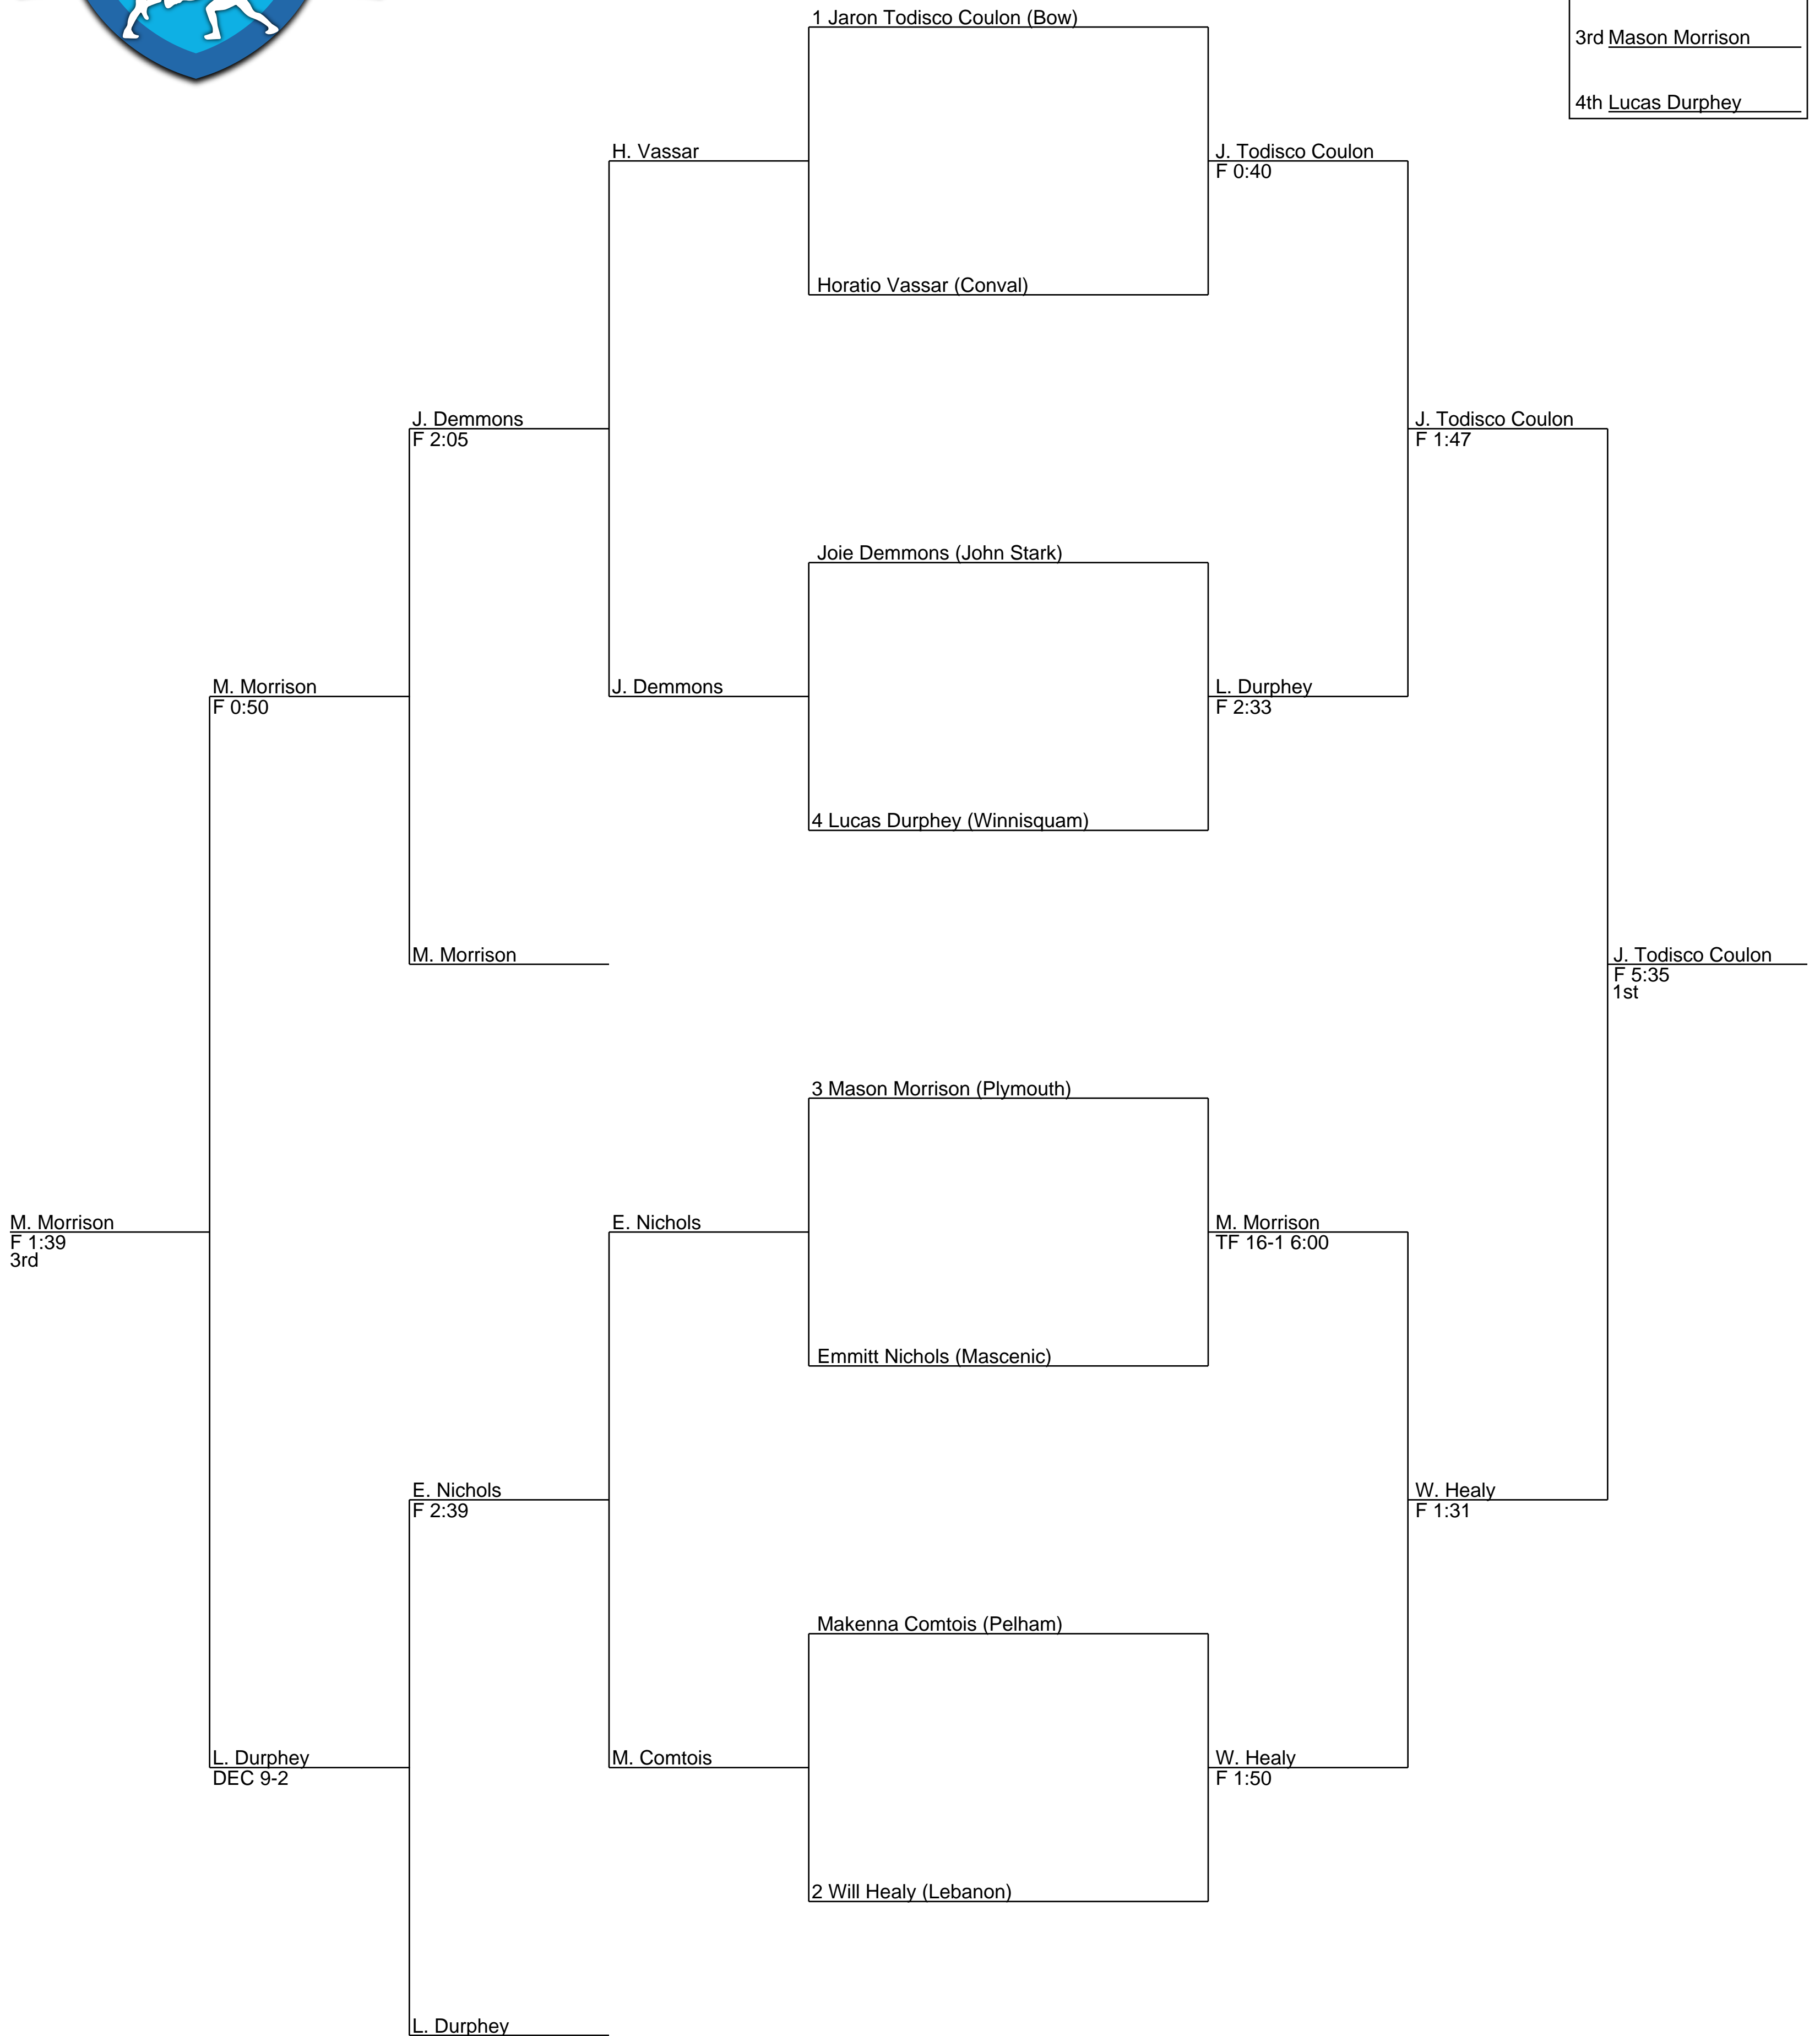 1 Jaron Todisco Coulon (Bow)
3rd Mason Morrison
4th Lucas Durphey
H. Vassar
J. Todisco Coulon
F 0:40
Horatio Vassar (Conval)
J. Demmons
F 2:05
J. Todisco Coulon
F 1:47
Joie Demmons (John Stark)
M. Morrison
F 0:50
J. Demmons
L. Durphey
F 2:33
4 Lucas Durphey (Winnisquam)
M. Morrison
J. Todisco Coulon
F 5:35
1st
3 Mason Morrison (Plymouth)
M. Morrison
F 1:39
3rd
E. Nichols
M. Morrison
TF 16-1 6:00
Emmitt Nichols (Mascenic)
E. Nichols
F 2:39
W. Healy
F 1:31
Makenna Comtois (Pelham)
L. Durphey
DEC 9-2
M. Comtois
W. Healy
F 1:50
2 Will Healy (Lebanon)
L. Durphey